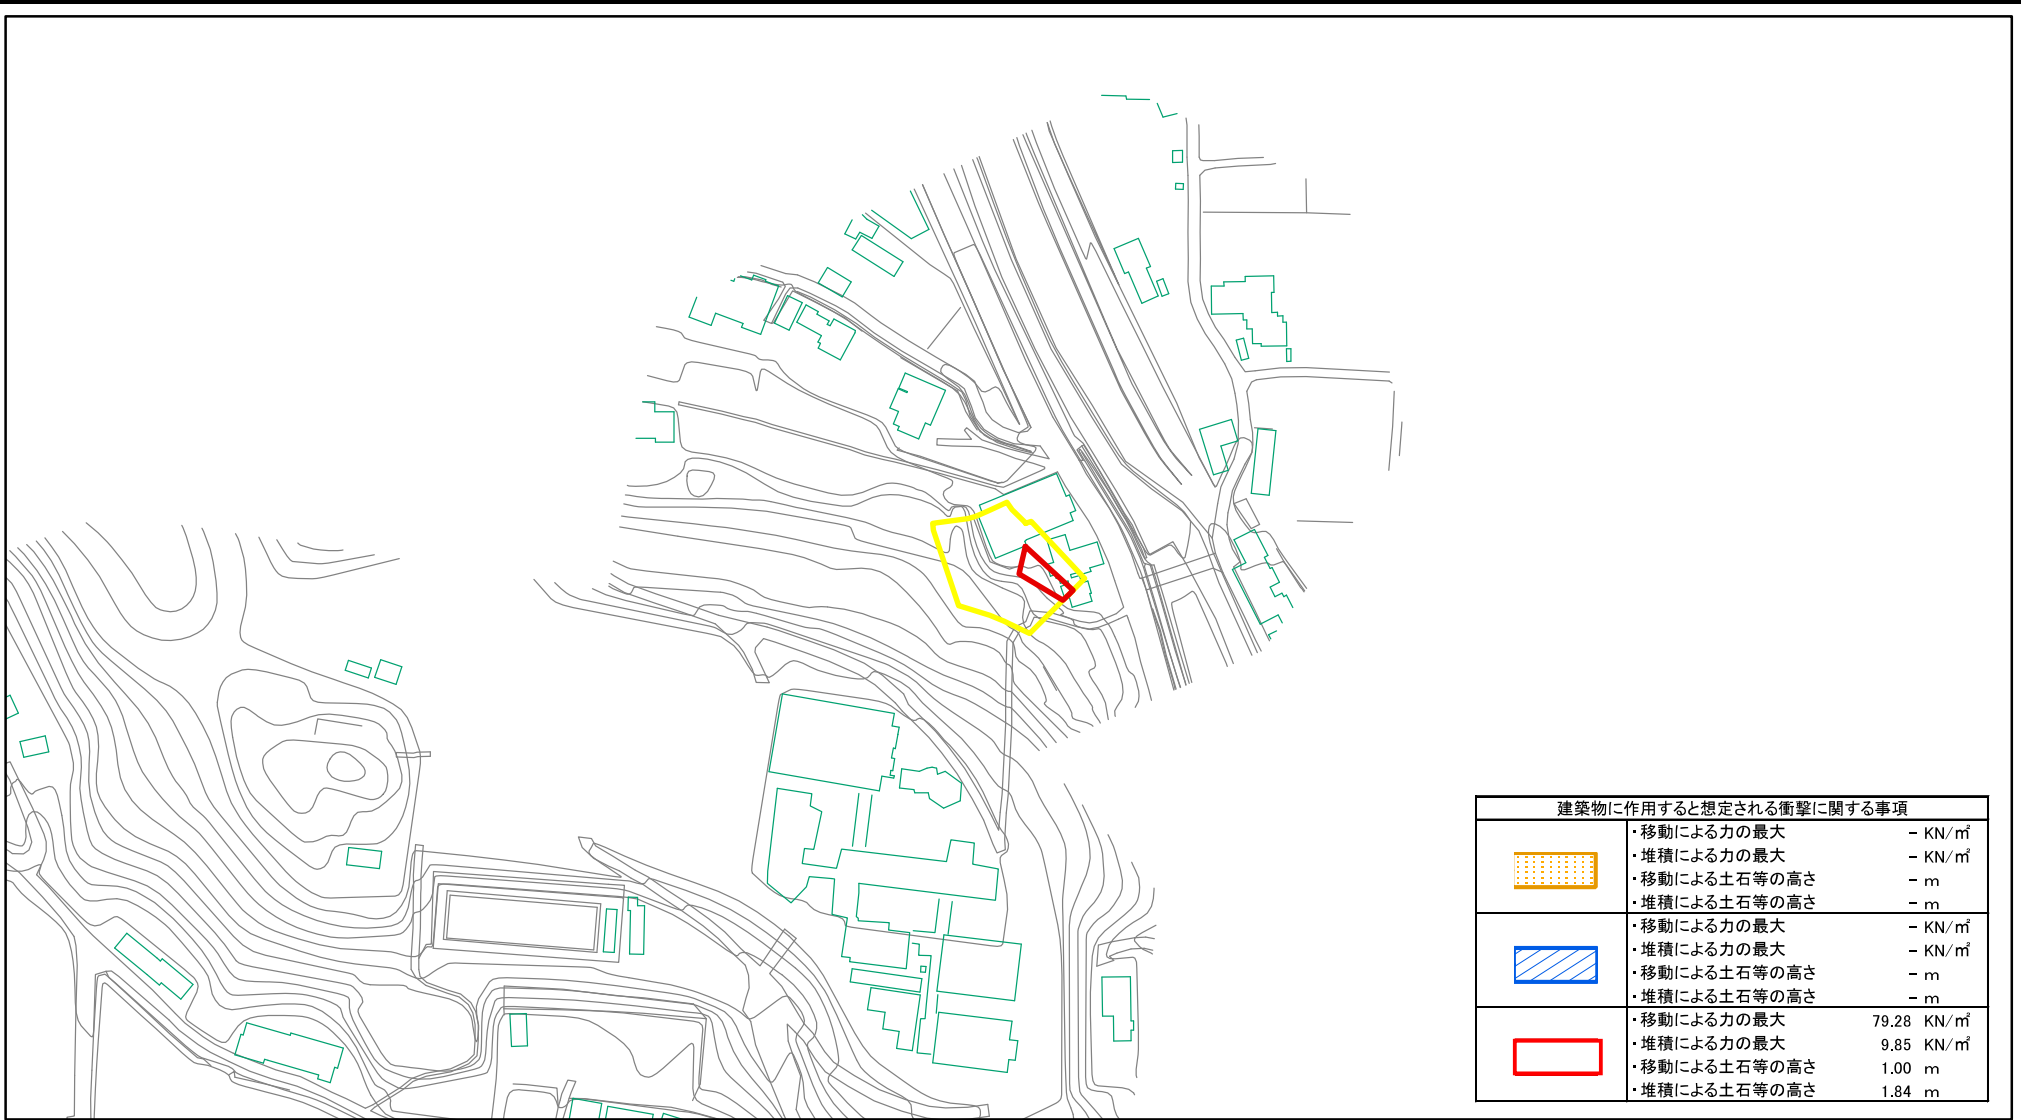 建築物に作用すると想定される衝撃に関する事項
・移動による力の最大 － KN/㎡
・堆積による力の最大 － KN/㎡
・移動による土石等の高さ － m
・堆積による土石等の高さ － m
・移動による力の最大 － KN/㎡
・堆積による力の最大 － KN/㎡
・移動による土石等の高さ － m
・堆積による土石等の高さ － m
・移動による力の最大 79.28 KN/㎡
・堆積による力の最大 9.85 KN/㎡
・移動による土石等の高さ 1.00 m
・堆積による土石等の高さ 1.84 m